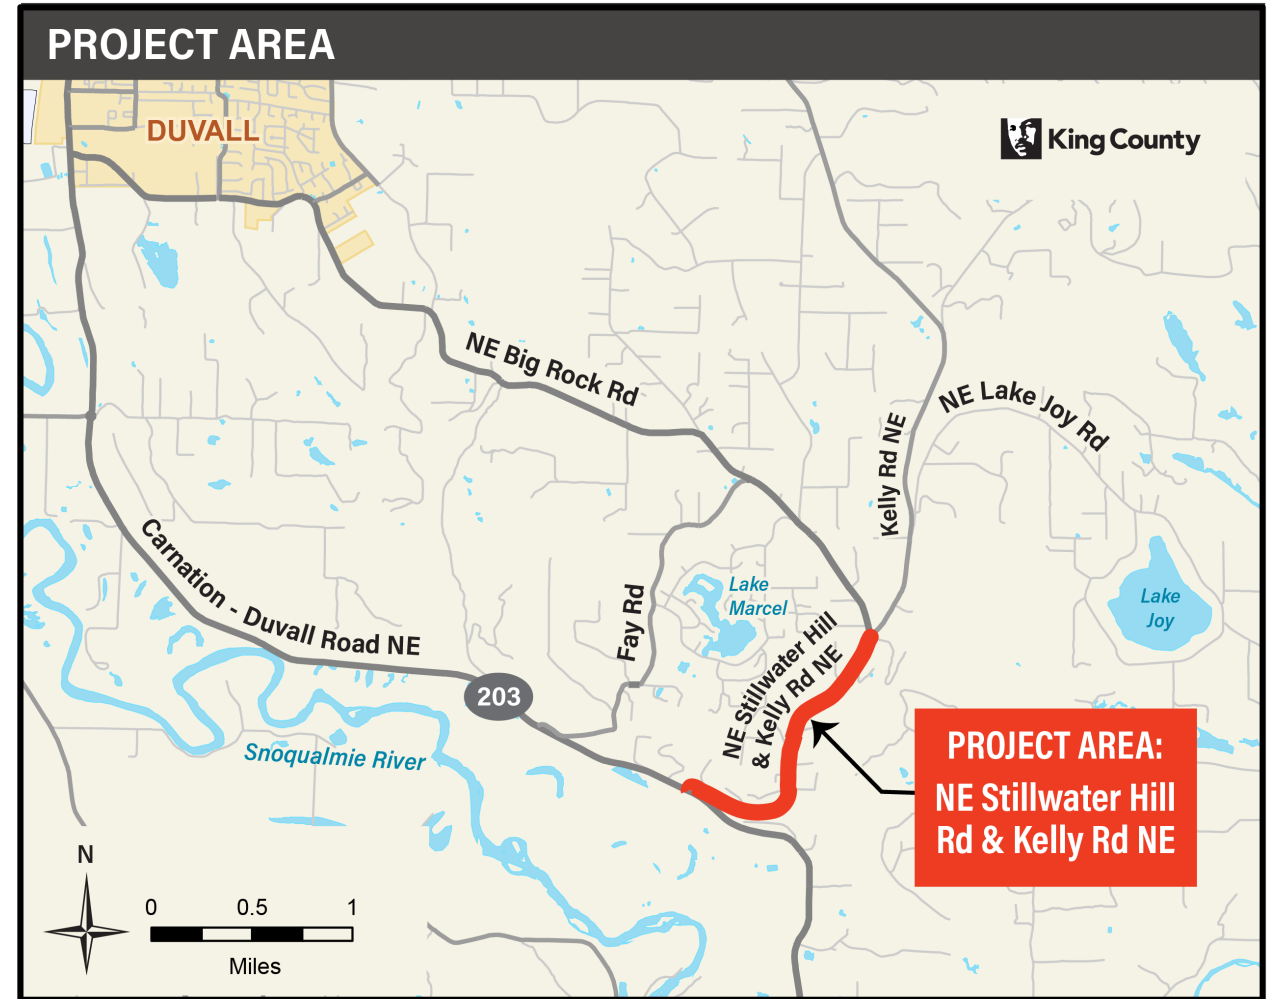 PROJECT AREA
DUVALL
King County
NE Big Rock Rd
NE Lake Joy Rd
Kelly Rd NE
Carnation - Duvall Road NE
Fay Rd
Lake
Marcel
Lake
Joy
NE Stillwater Hill
& Kelly Rd NE
203
Snoqualmie River
PROJECT AREA:
NE Stillwater Hill
Rd & Kelly Rd NE
N
0 0.5 1
Miles